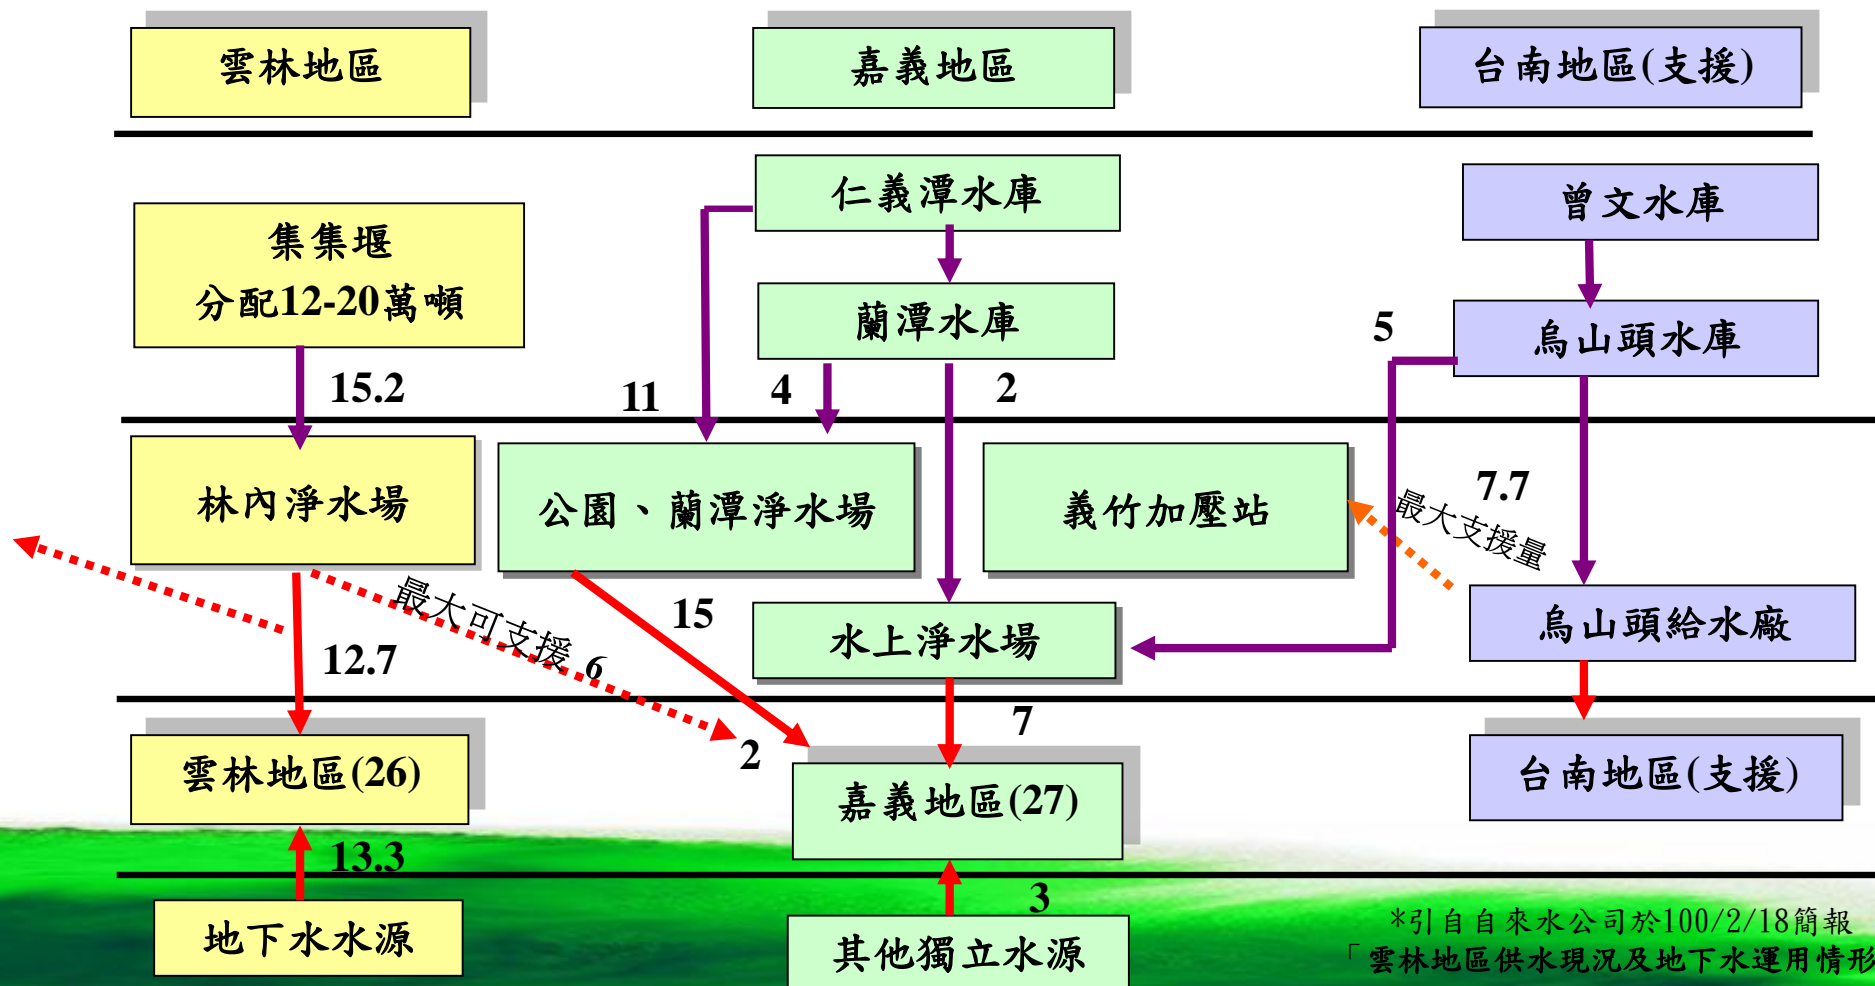 雲林地區
嘉義地區
台南地區(支援)
仁義潭水庫
曾文水庫
集集堰
分配12-20萬噸
蘭潭水庫
烏山頭水庫
5
15.2
11
4
2
林內淨水場
公園、蘭潭淨水場
義竹加壓站
7.7
最大支援量
最大可支援 6
15
水上淨水場
烏山頭給水廠
12.7
7
2
雲林地區(26)
嘉義地區(27)
台南地區(支援)
13.3
3
地下水水源
其他獨立水源
*引自自來水公司於100/2/18簡報
「雲林地區供水現況及地下水運用情形